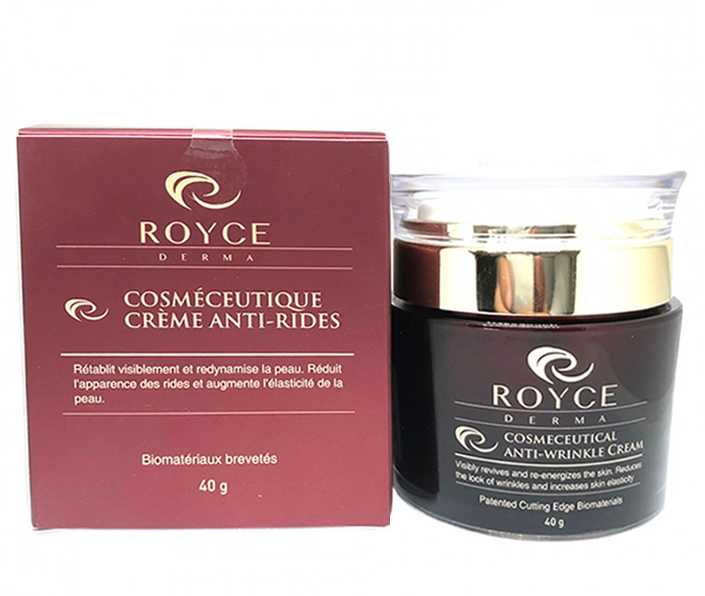 ROYCE
DERMA
COSMÉCEUTIQUE
CRÈME ANTI-RIDES
Rétablit visiblement et redynamise la peau. Réduit
l'apparence des rides et augmente l'élasticité de la
peau.
Biomatériaux brevetés
40 g
ROYCE
DERMA
COSMECEUTICAL
ANTI-WRINKLE CREAM
Visibly revives and re-energizes the skin. Reduces
the look of wrinkles and increases skin elasticity
Patented Cutting Edge Biomaterials
40 g